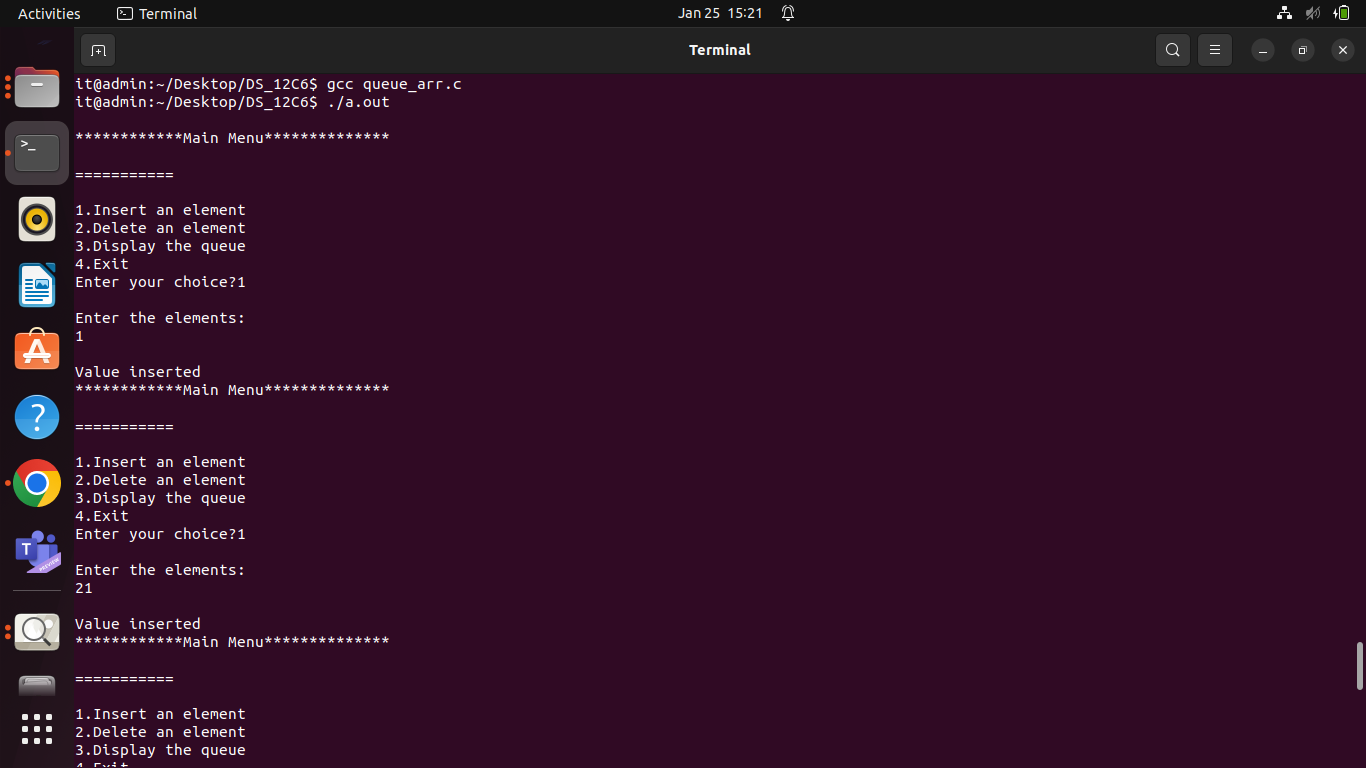 Activities
Terminal
Jan 25 15:21
Terminal
it@admin:~/Desktop/DS_12C6$ gcc queue_arr.c
it@admin:~/Desktop/DS_12C6$ ./a.out
************Main Menu**************
===========
1.Insert an element
2.Delete an element
3.Display the queue
4.Exit
Enter your choice?1
Enter the elements:
1
Value inserted
************Main Menu**************
===========
1.Insert an element
2.Delete an element
3.Display the queue
4.Exit
Enter your choice?1
Enter the elements:
21
Value inserted
************Main Menu**************
===========
1.Insert an element
2.Delete an element
3.Display the queue
4.Exit